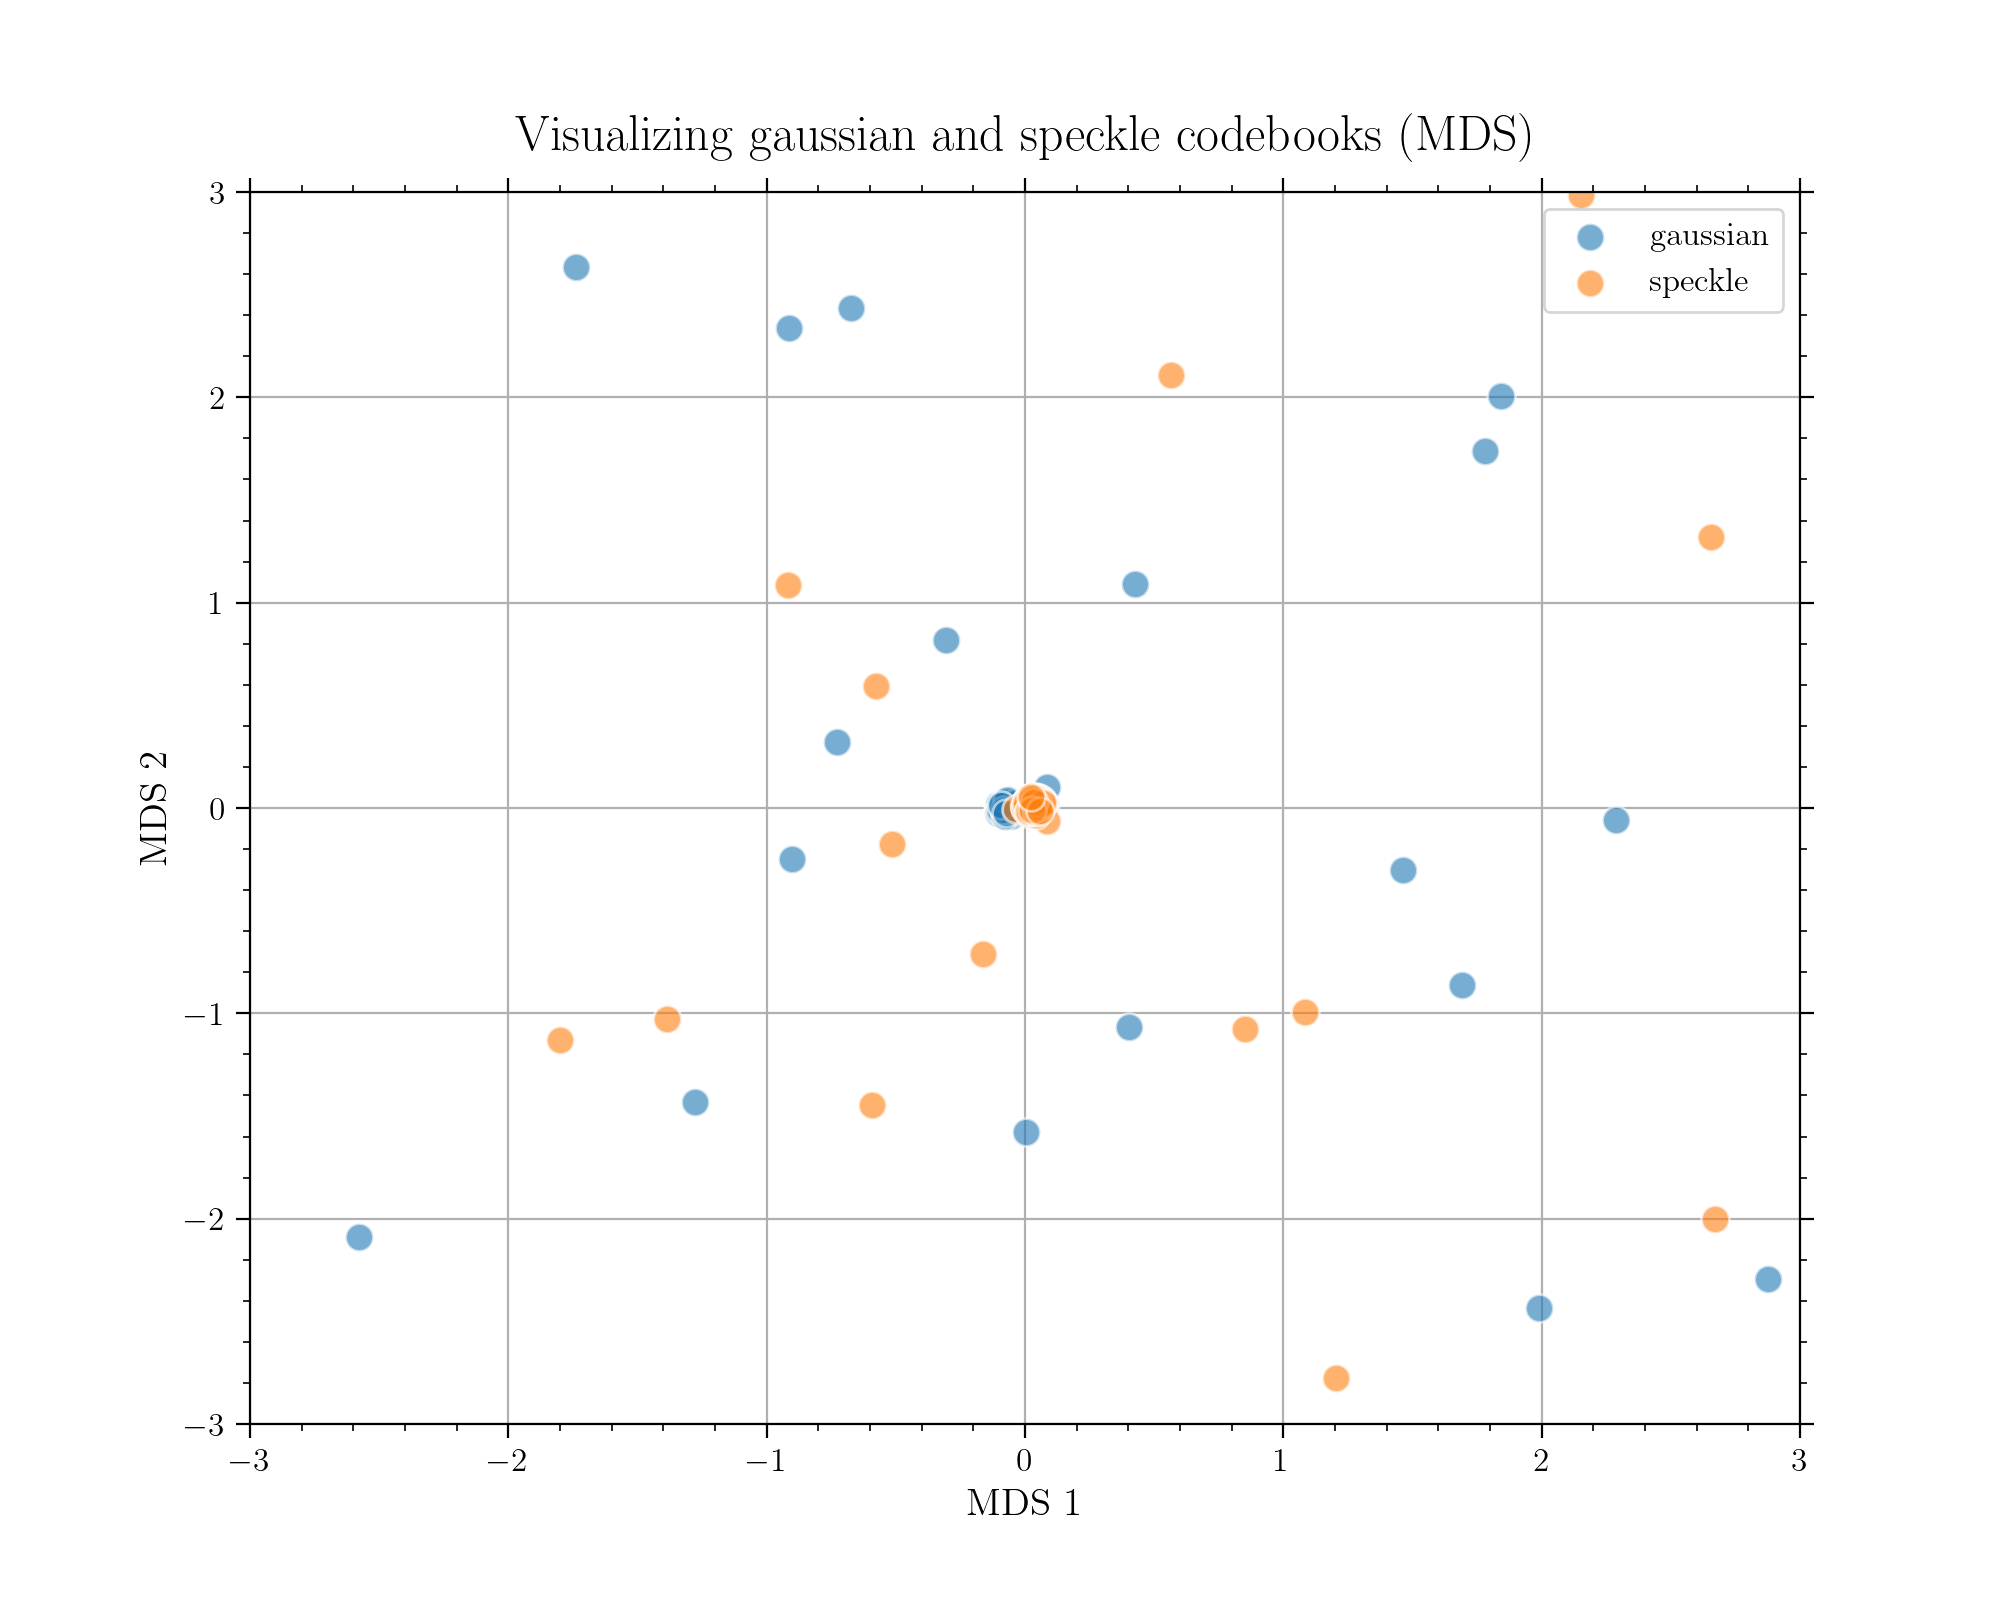 Visualizing gaussian and speckle codebooks (MDS)
gaussian
speckle
3
2
1
0
−1
−2
−3
MDS 2
−3
−2
−1
0
1
2
3
MDS 1